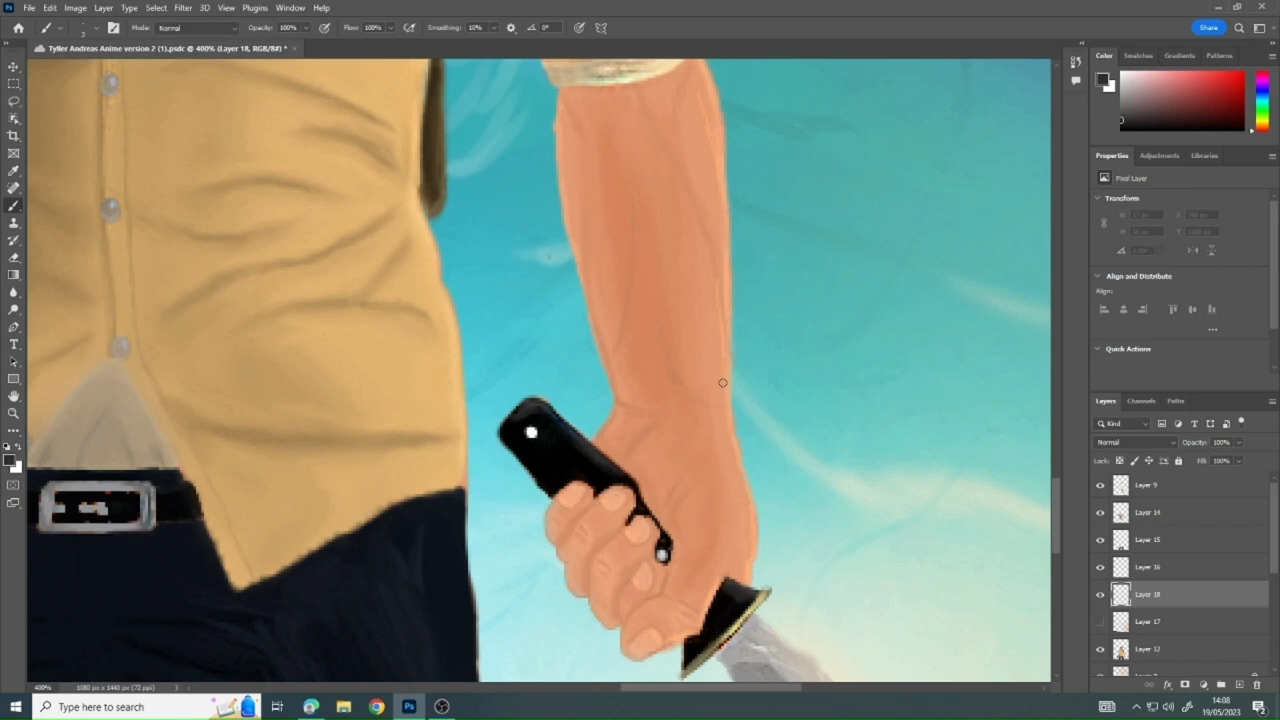 File Edit Image Layer Type Select Filter 3D View Plugins Window Help
3 Mode: Normal Opacity: 100% Flow: 100% Smoothing: 10% 0° Share
Tyller Andreas Anime version 2 (1).psdc @ 400% (Layer 18, RGB/8#) *
Color Swatches Gradients Patterns
Properties Adjustments Libraries
Pixel Layer
Transform
Align and Distribute
Align:
Quick Actions
Layers Channels Paths
Kind
Normal Opacity: 100%
Lock: Fill: 100%
Layer 9
Layer 14
Layer 15
Layer 16
Layer 18
Layer 17
Layer 12
400% 1080 px x 1440 px (72 ppi)
Type here to search
14:08
19/05/2023
2